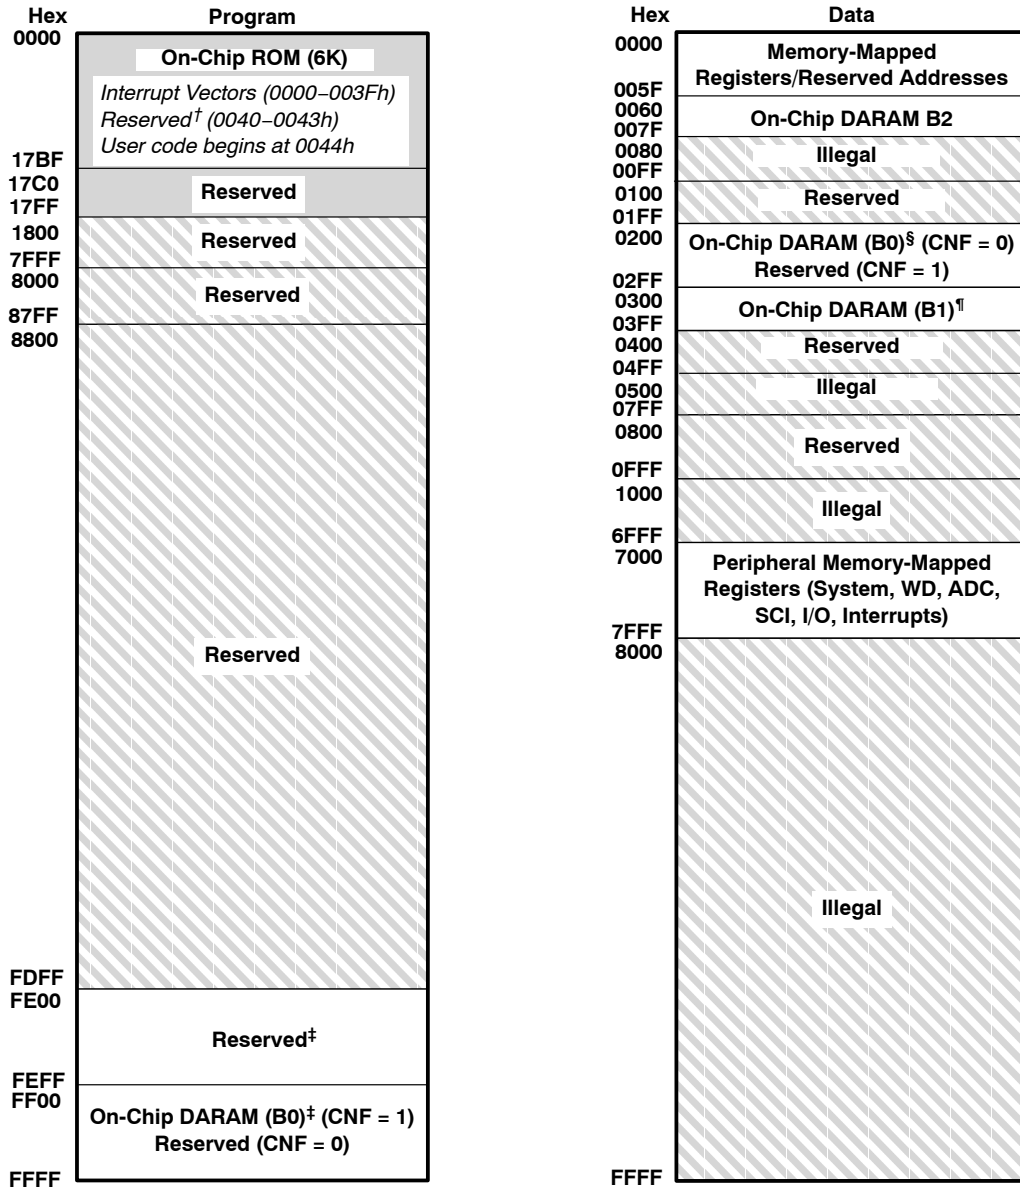 Hex Program
0000
On-Chip ROM (6K)
Interrupt Vectors (0000–003Fh)
Reserved† (0040–0043h)
User code begins at 0044h
17BF
17C0
Reserved
17FF
1800
Reserved
7FFF
8000
Reserved
87FF
8800
Reserved
FDFF
FE00
Reserved‡
FEFF
FF00
On-Chip DARAM (B0)‡ (CNF = 1)
Reserved (CNF = 0)
FFFF
Hex Data
0000
Memory-Mapped
Registers/Reserved Addresses
005F
0060
On-Chip DARAM B2
007F
0080
Illegal
00FF
0100
Reserved
01FF
0200
On-Chip DARAM (B0)§ (CNF = 0)
Reserved (CNF = 1)
02FF
0300
On-Chip DARAM (B1)¶
03FF
0400
Reserved
04FF
0500
Illegal
07FF
0800
Reserved
0FFF
1000
Illegal
6FFF
7000
Peripheral Memory-Mapped
Registers (System, WD, ADC,
SCI, I/O, Interrupts)
7FFF
8000
Illegal
FFFF